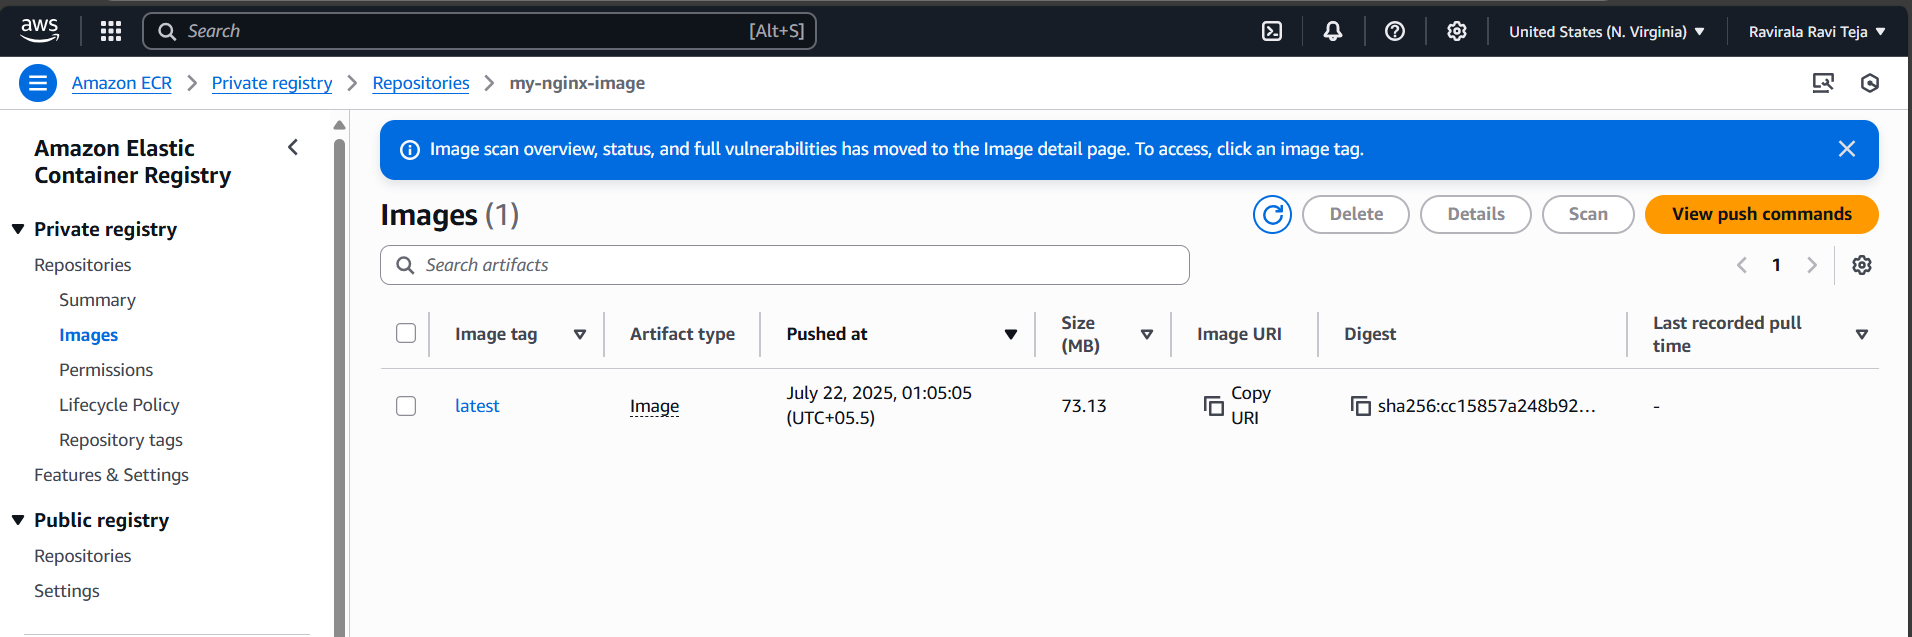 aws
Search [Alt+S]
United States (N. Virginia)
Ravirala Ravi Teja
Amazon ECR
Private registry
Repositories
my-nginx-image
Amazon Elastic
Container Registry
Private registry
Repositories
Summary
Images
Permissions
Lifecycle Policy
Repository tags
Features & Settings
Public registry
Repositories
Settings
Image scan overview, status, and full vulnerabilities has moved to the Image detail page. To access, click an image tag.
Images (1)
Delete
Details
Scan
View push commands
Search artifacts
1
Image tag
Artifact type
Pushed at
Size
(MB)
Image URI
Digest
Last recorded pull
time
latest
Image
July 22, 2025, 01:05:05
(UTC+05.5)
73.13
Copy
URI
sha256:cc15857a248b92...
-